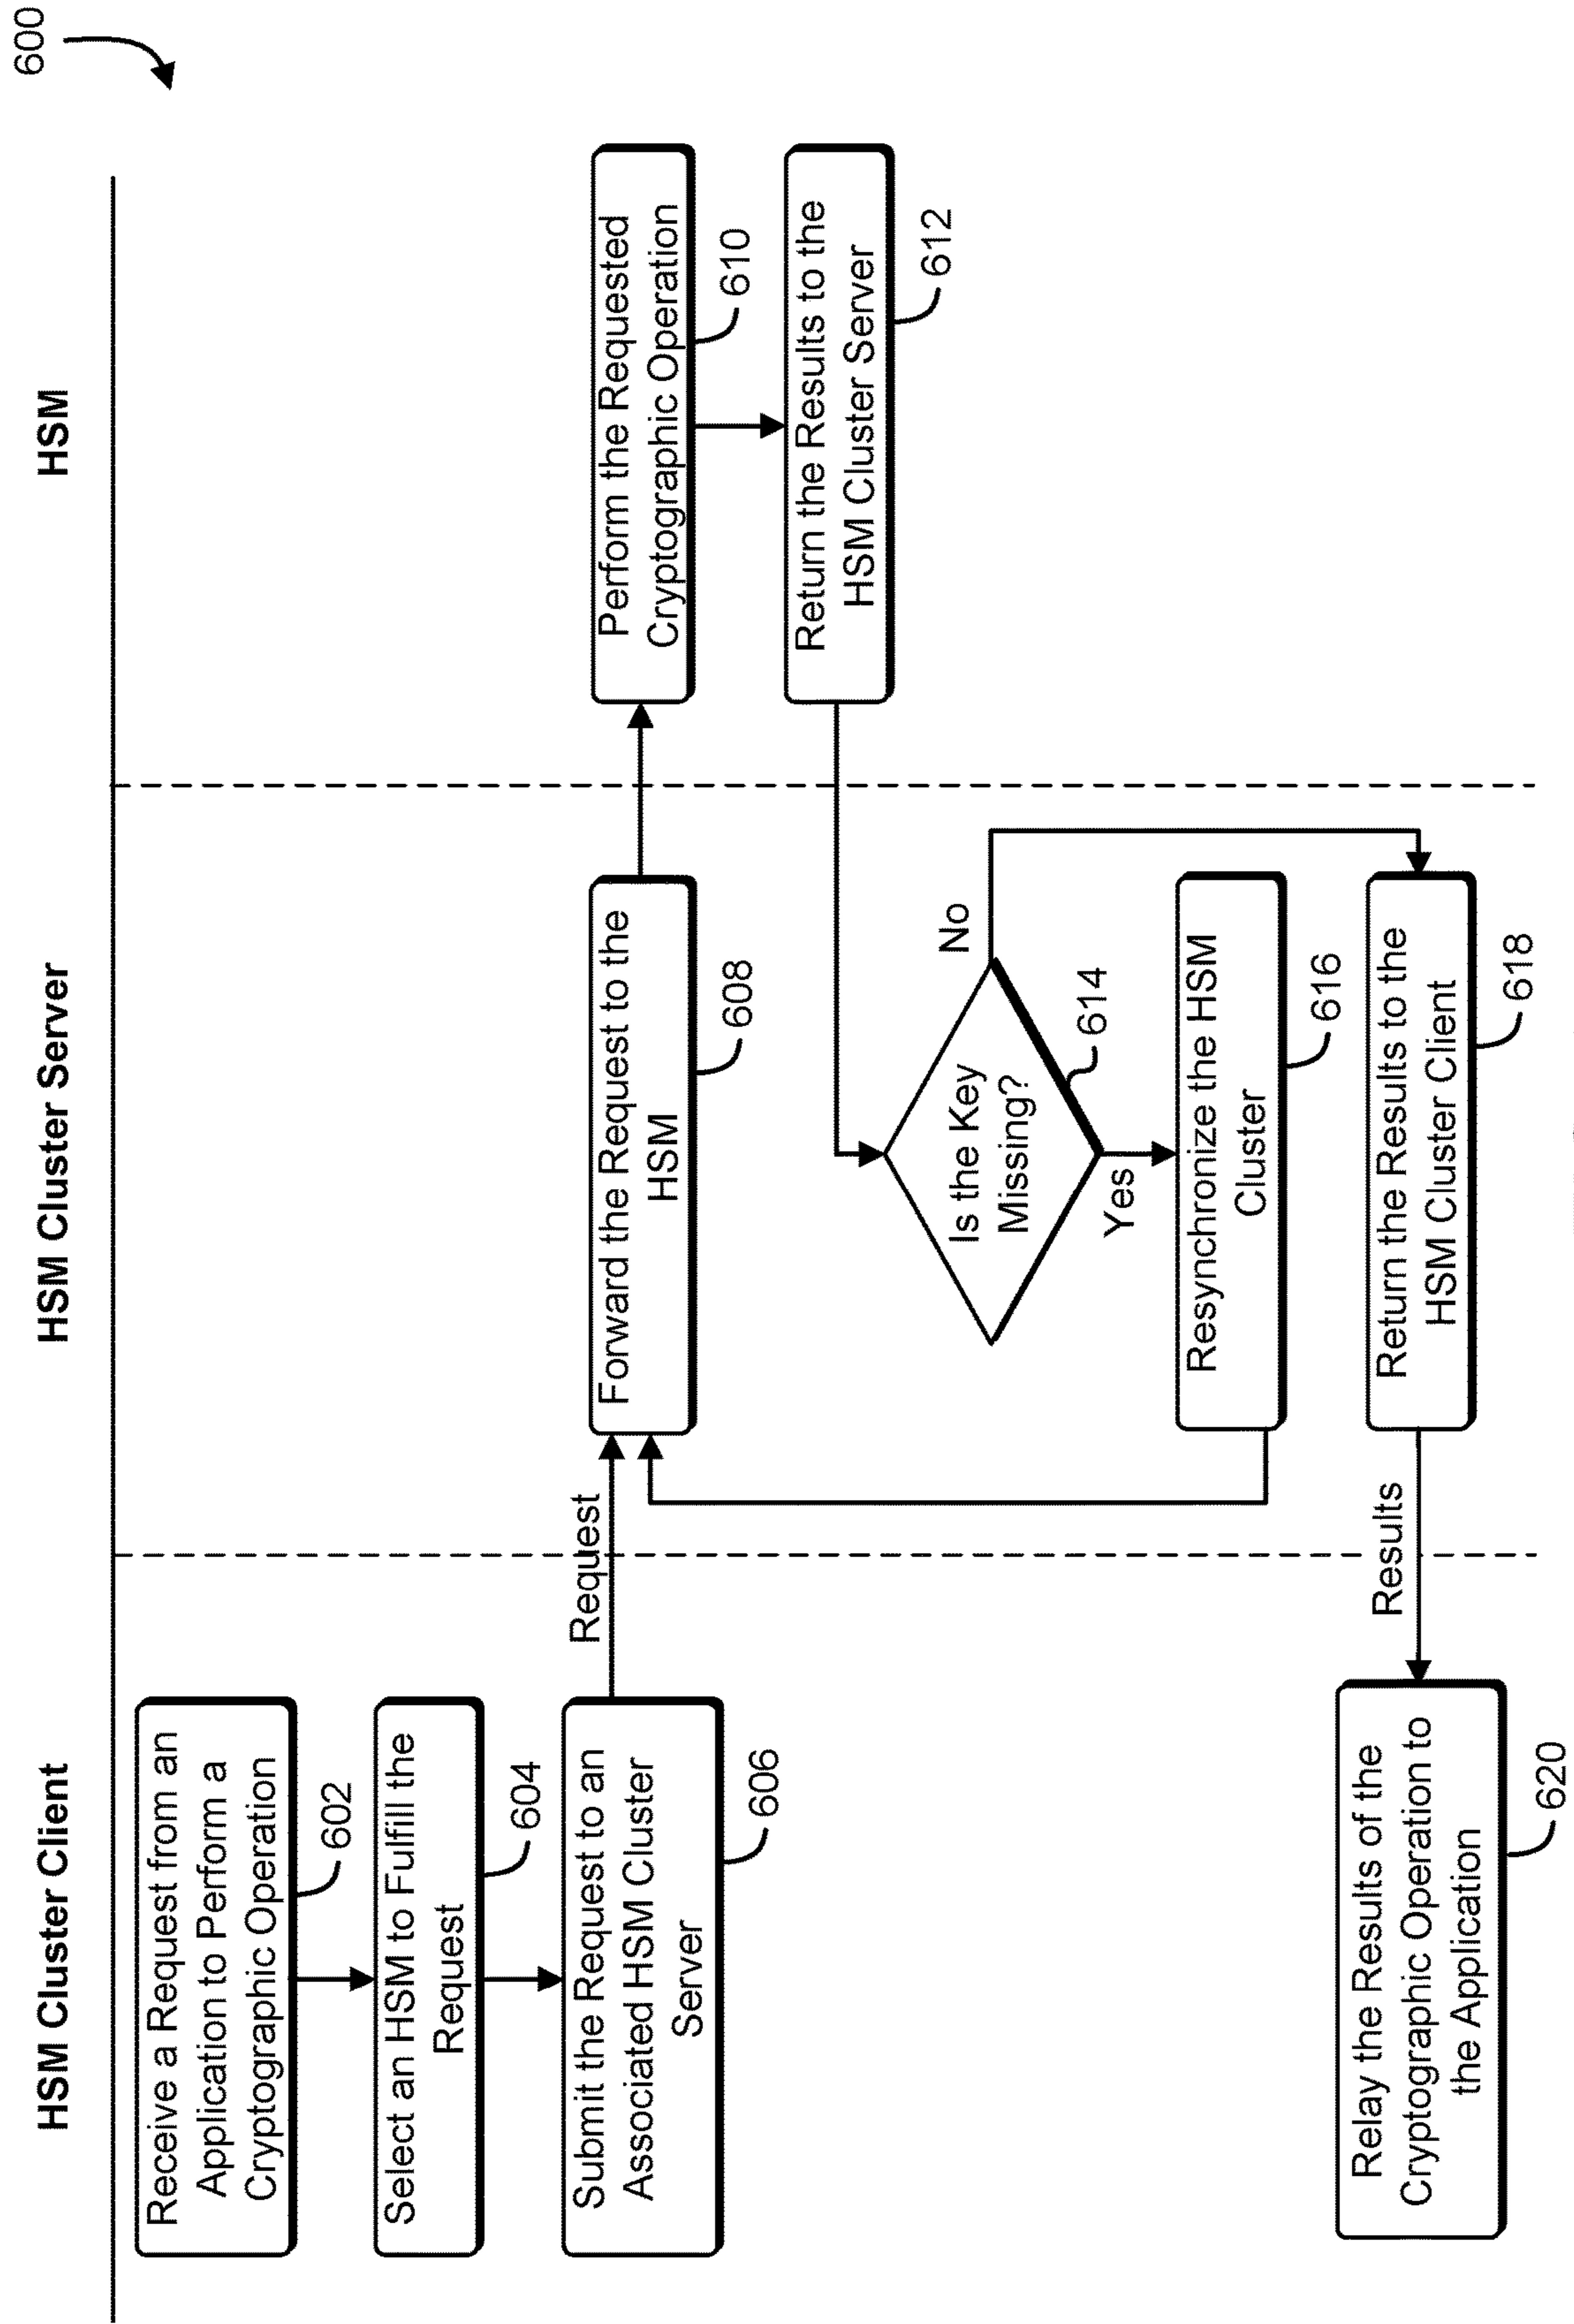 600
HSM Cluster Client
HSM Cluster Server
HSM
Receive a Request from an
Application to Perform a
Cryptographic Operation
602
Select an HSM to Fulfill the
Request
604
Submit the Request to an
Associated HSM Cluster
Server
606
Request
Forward the Request to the
HSM
608
Perform the Requested
Cryptographic Operation
610
Return the Results to the
HSM Cluster Server
612
Is the Key
Missing?
614
No
Yes
Resynchronize the HSM
Cluster
616
Return the Results to the
HSM Cluster Client
618
Results
Relay the Results of the
Cryptographic Operation to
the Application
620